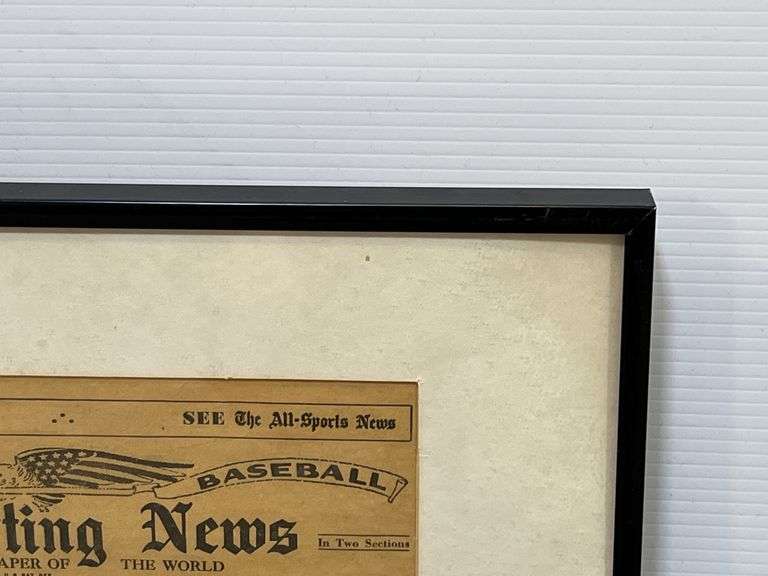 SEE The All-Sports News
BASEBALL
ting News
In Two Sections
APER OF THE WORLD